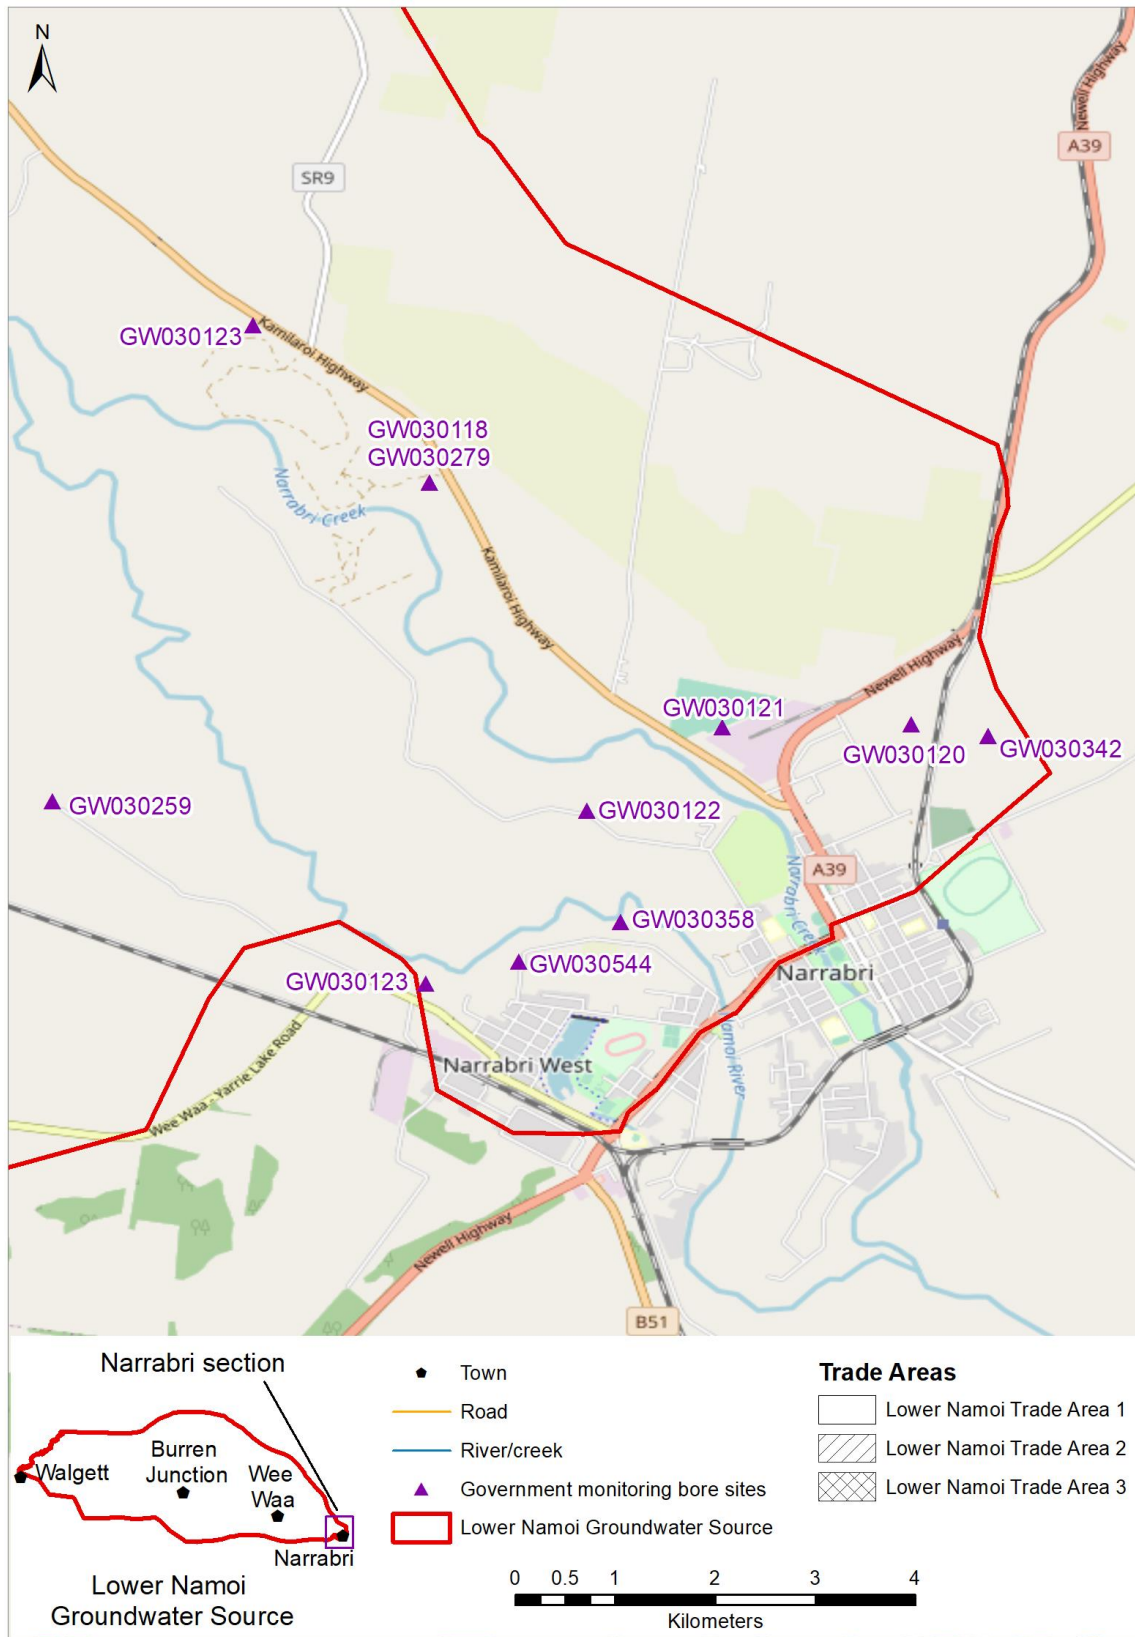 N
Newell Highway
A39
SR9
Kamilaroi Highway
GW030123
GW030118
GW030279
Narrabri Creek
Kamilaroi Highway
Newell Highway
GW030121
GW030120
GW030342
GW030259
GW030122
A39
Narrabri Creek
GW030358
GW030544
Narrabri
GW030123
Namoi River
Narrabri West
Wee Waa - Yarrie Lake Road
Newell Highway
B51
Narrabri section
Walgett
Burren
Junction
Wee
Waa
Narrabri
Lower Namoi
Groundwater Source
Town
Road
River/creek
Government monitoring bore sites
Lower Namoi Groundwater Source
Trade Areas
Lower Namoi Trade Area 1
Lower Namoi Trade Area 2
Lower Namoi Trade Area 3
0 0.5 1 2 3 4
Kilometers